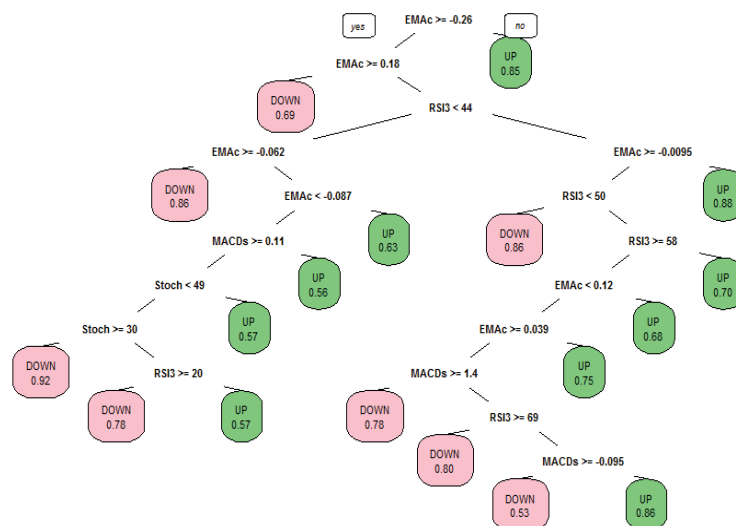 EMAc >= -0.26
yes
no
UP
0.85
EMAc >= 0.18
DOWN
0.69
RSI3 < 44
EMAc >= -0.062
EMAc >= -0.0095
DOWN
0.86
EMAc < -0.087
RSI3 < 50
UP
0.88
MACDs >= 0.11
UP
0.63
DOWN
0.86
RSI3 >= 58
Stoch < 49
UP
0.56
EMAc < 0.12
UP
0.70
Stoch >= 30
UP
0.57
EMAc >= 0.039
UP
0.68
DOWN
0.92
RSI3 >= 20
MACDs >= 1.4
UP
0.75
DOWN
0.78
UP
0.57
DOWN
0.78
RSI3 >= 69
DOWN
0.80
MACDs >= -0.095
DOWN
0.53
UP
0.86